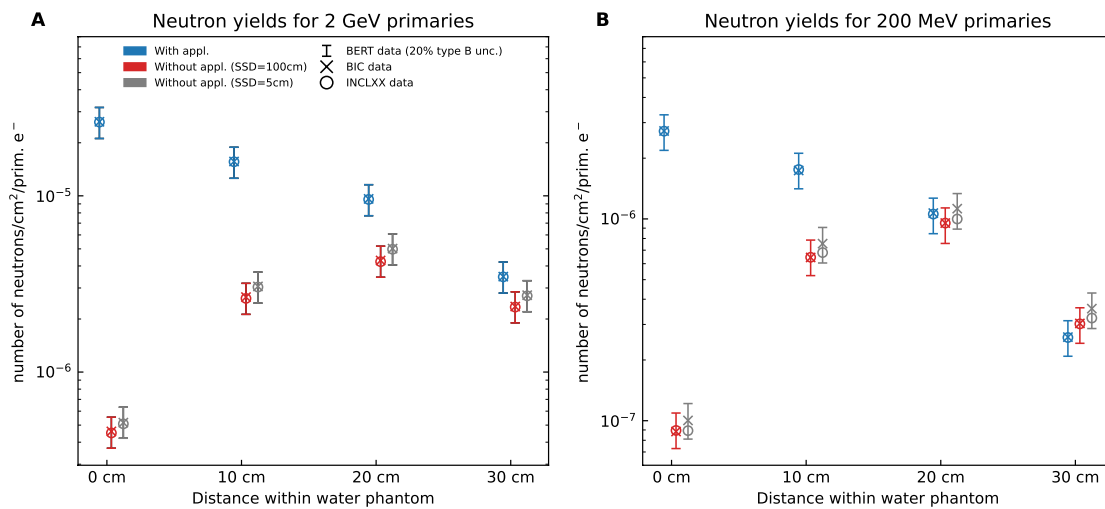 A
Neutron yields for 2 GeV primaries
With appl.
Without appl. (SSD=100cm)
Without appl. (SSD=5cm)
BERT data (20% type B unc.)
BIC data
INCLXX data
number of neutrons/cm²/prim. e⁻
10⁻⁵
10⁻⁶
0 cm
10 cm
20 cm
30 cm
Distance within water phantom
B
Neutron yields for 200 MeV primaries
number of neutrons/cm²/prim. e⁻
10⁻⁶
10⁻⁷
0 cm
10 cm
20 cm
30 cm
Distance within water phantom